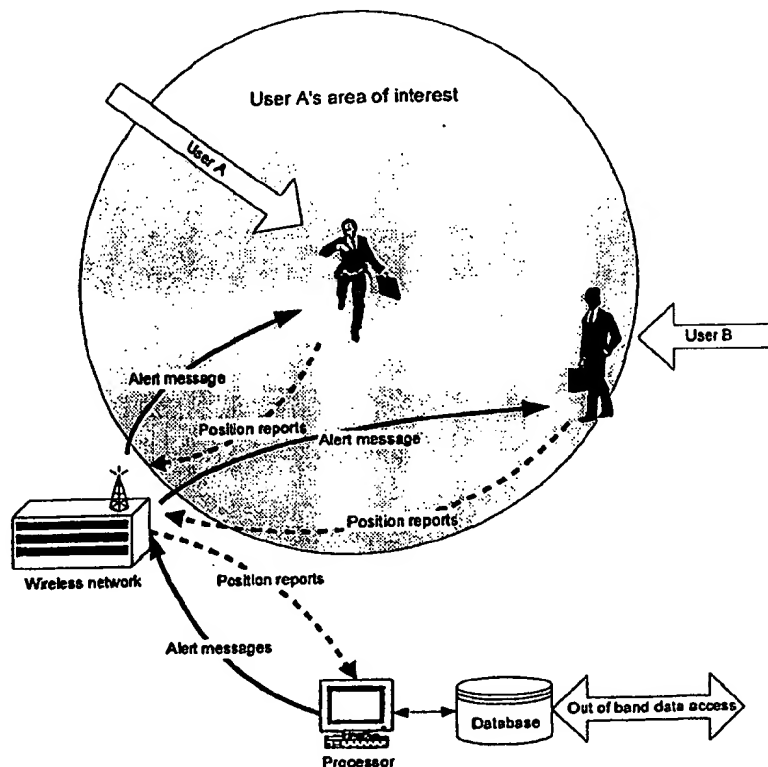 User A's area of interest
User A
User B
Alert message
Position reports
Alert message
Position reports
Wireless network
Position reports
Alert messages
Database
Out of band data access
Processor